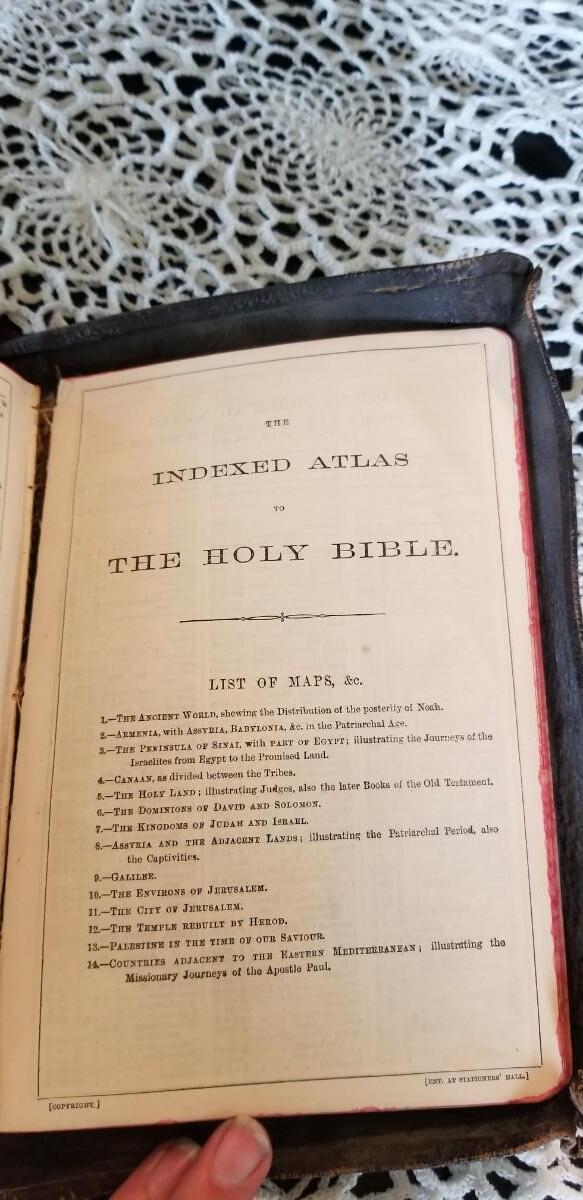 THE
INDEXED ATLAS
TO
THE HOLY BIBLE.
LIST OF MAPS, &c.
1.—THE ANCIENT WORLD, shewing the Distribution of the posterity of Noah.
2.—ARMENIA, with ASSYRIA, BABYLONIA, &c. in the Patriarchal Age.
3.—THE PENINSULA OF SINAI, with PART OF EGYPT; illustrating the Journeys of the
Israelites from Egypt to the Promised Land.
4.—CANAAN, as divided between the Tribes.
5.—THE HOLY LAND; illustrating Judges, also the later Books of the Old Testament.
6.—THE DOMINIONS OF DAVID AND SOLOMON.
7.—THE KINGDOMS OF JUDAH AND ISRAEL.
8.—ASSYRIA AND THE ADJACENT LANDS; illustrating the Patriarchal Period, also
the Captivities.
9.—GALILEE.
10.—THE ENVIRONS OF JERUSALEM.
11.—THE CITY OF JERUSALEM.
12.—THE TEMPLE REBUILT BY HEROD.
13.—PALESTINE IN THE TIME OF OUR SAVIOUR.
14.—COUNTRIES ADJACENT TO THE EASTERN MEDITERRANEAN; illustrating the
Missionary Journeys of the Apostle Paul.
[COPYRIGHT.]
[ENT. AT STATIONERS' HALL.]